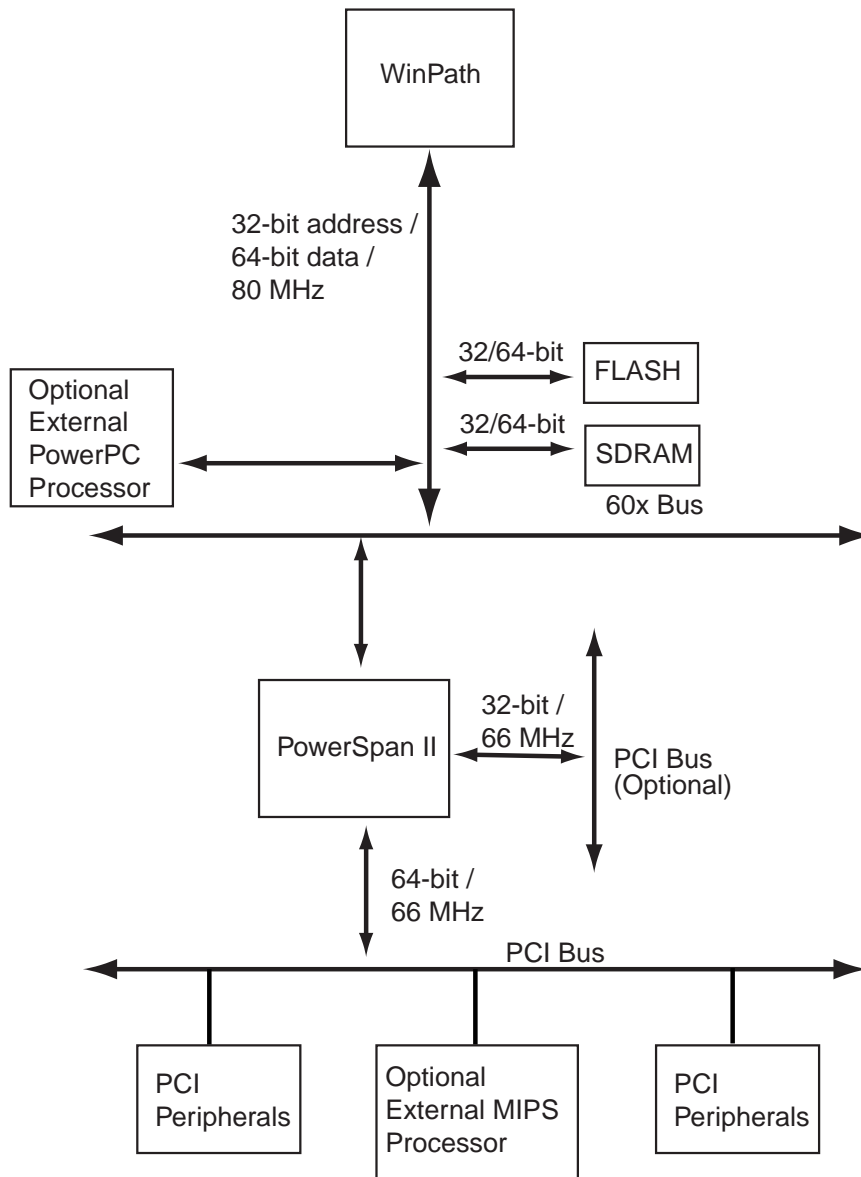 WinPath
32-bit address /
64-bit data /
80 MHz
32/64-bit
FLASH
Optional
External
PowerPC
Processor
32/64-bit
SDRAM
60x Bus
PowerSpan II
32-bit /
66 MHz
PCI Bus
(Optional)
64-bit /
66 MHz
PCI Bus
PCI
Peripherals
Optional
External MIPS
Processor
PCI
Peripherals